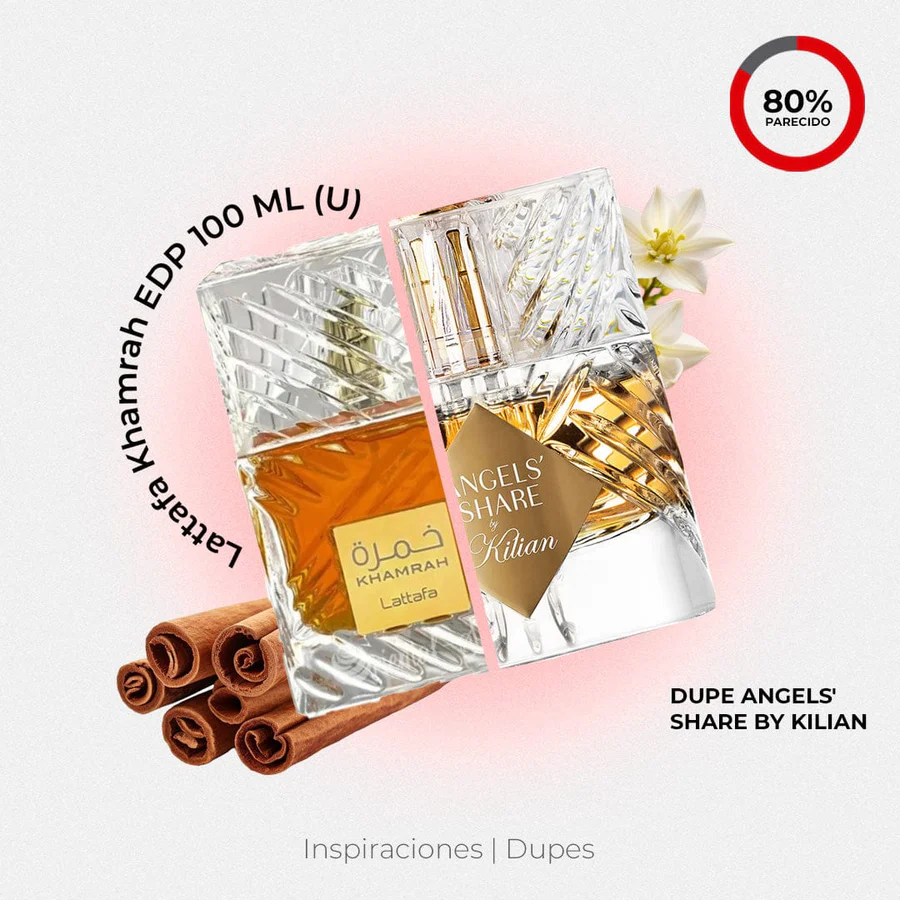 80%
PARECIDO
Lattafa Khamrah EDP 100 ML (U)
ANGELS'
SHARE
by
Kilian
خمرة
KHAMRAH
Lattafa
DUPE ANGELS'
SHARE BY KILIAN
Inspiraciones | Dupes